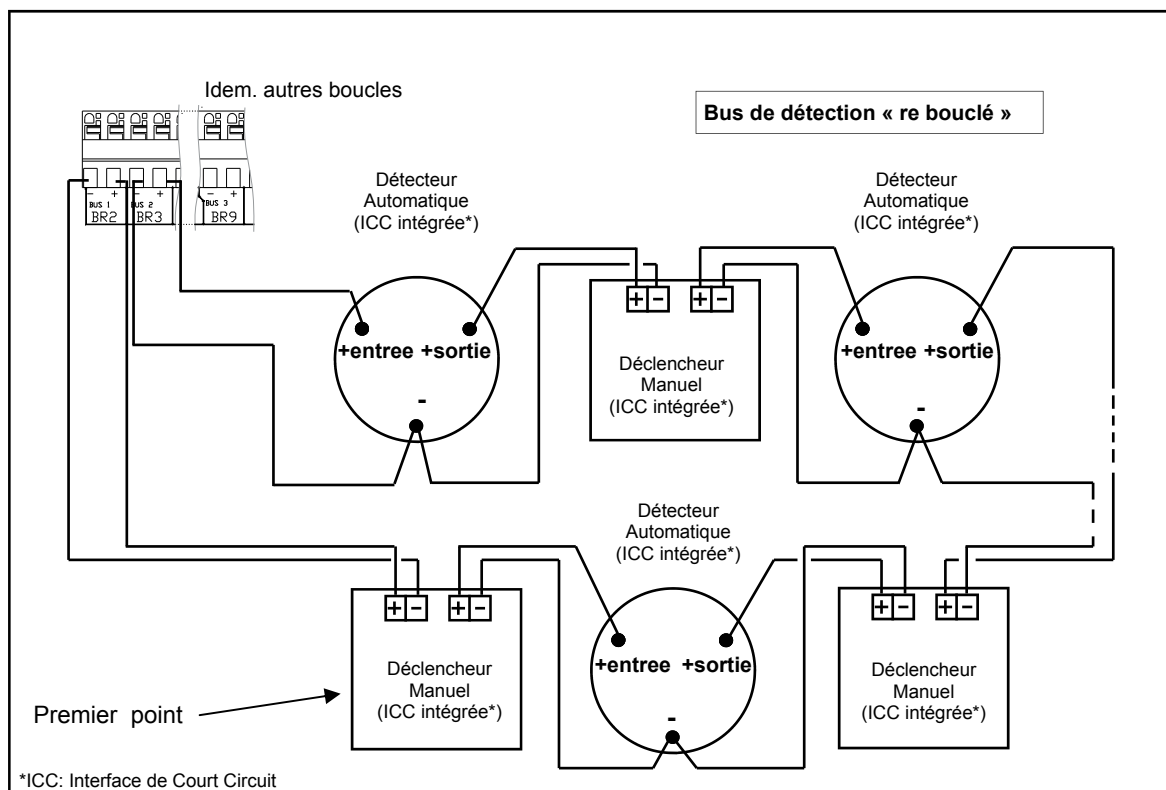 Idem. autres boucles
Bus de détection « re bouclé »
- + - + - +
BUS 1 BUS 2 BUS 3
BR2 BR3 BR9
Détecteur
Automatique
(ICC intégrée*)
Détecteur
Automatique
(ICC intégrée*)
+ - + -
+entree +sortie
-
Déclencheur
Manuel
(ICC intégrée*)
+entree +sortie
-
Détecteur
Automatique
(ICC intégrée*)
+ - + -
Déclencheur
Manuel
(ICC intégrée*)
+entree +sortie
-
+ - + -
Déclencheur
Manuel
(ICC intégrée*)
Premier point
*ICC: Interface de Court Circuit